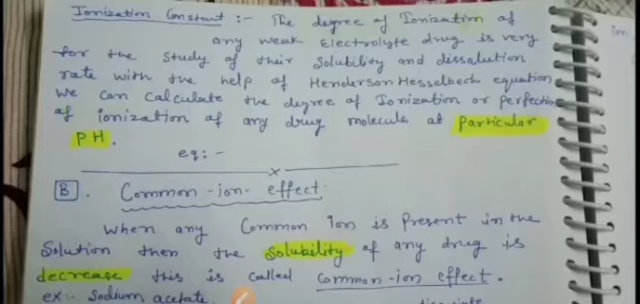 Ionization Constant :- The degree of Ionization of
any weak Electrolyte drug is very
for the study of their Solubility and dissolution
rate with the help of Henderson Hesselbech equation
we can calculate the degree of Ionization or perfection
of ionization of any drug molecule at particular
PH.
eq:-
B. Common-ion-effect.
When any Common Ion is Present in the
Solution then the Solubility of any drug is
decrease this is called Common-ion effect.
ex:- Sodium acetate.